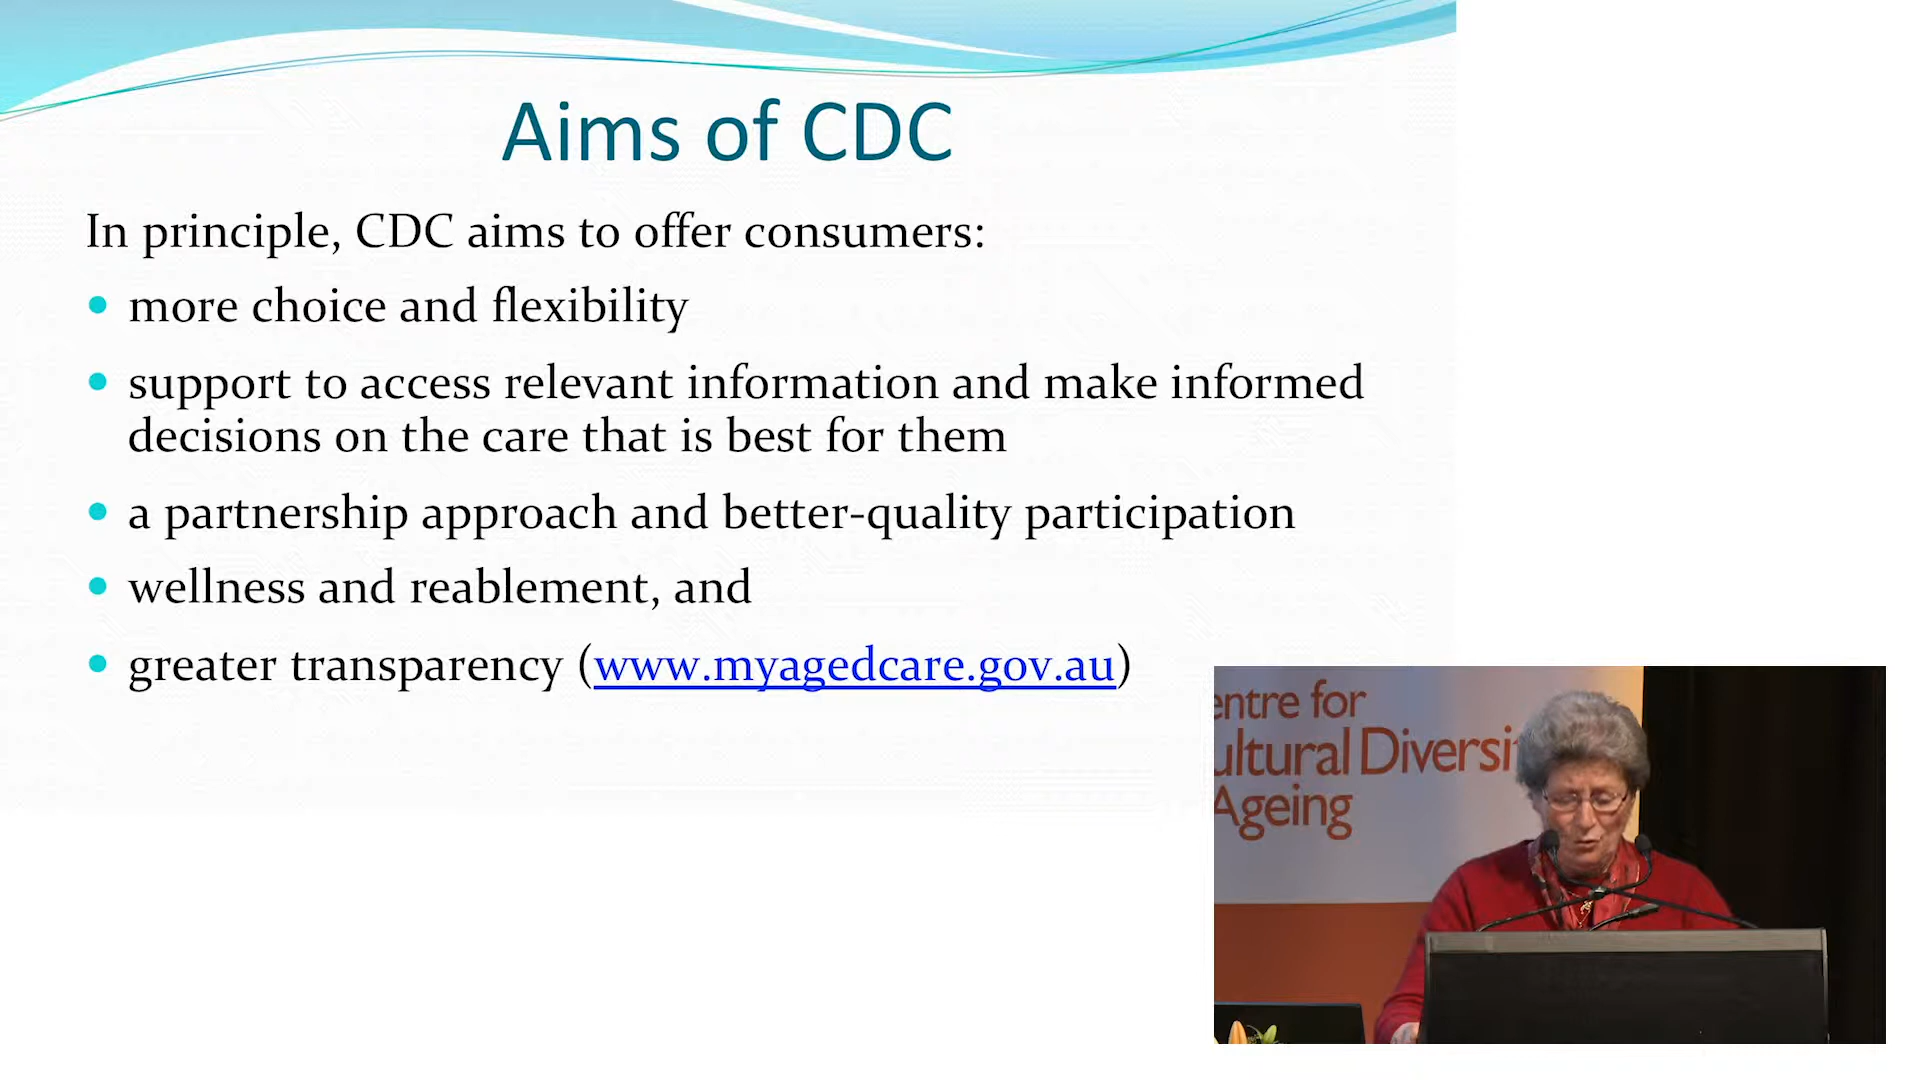 Aims of CDC
In principle, CDC aims to offer consumers:
• more choice and flexibility
• support to access relevant information and make informed
decisions on the care that is best for them
• a partnership approach and better-quality participation
• wellness and reablement, and
• greater transparency (www.myagedcare.gov.au)
entre for
ultural Diversi
Ageing